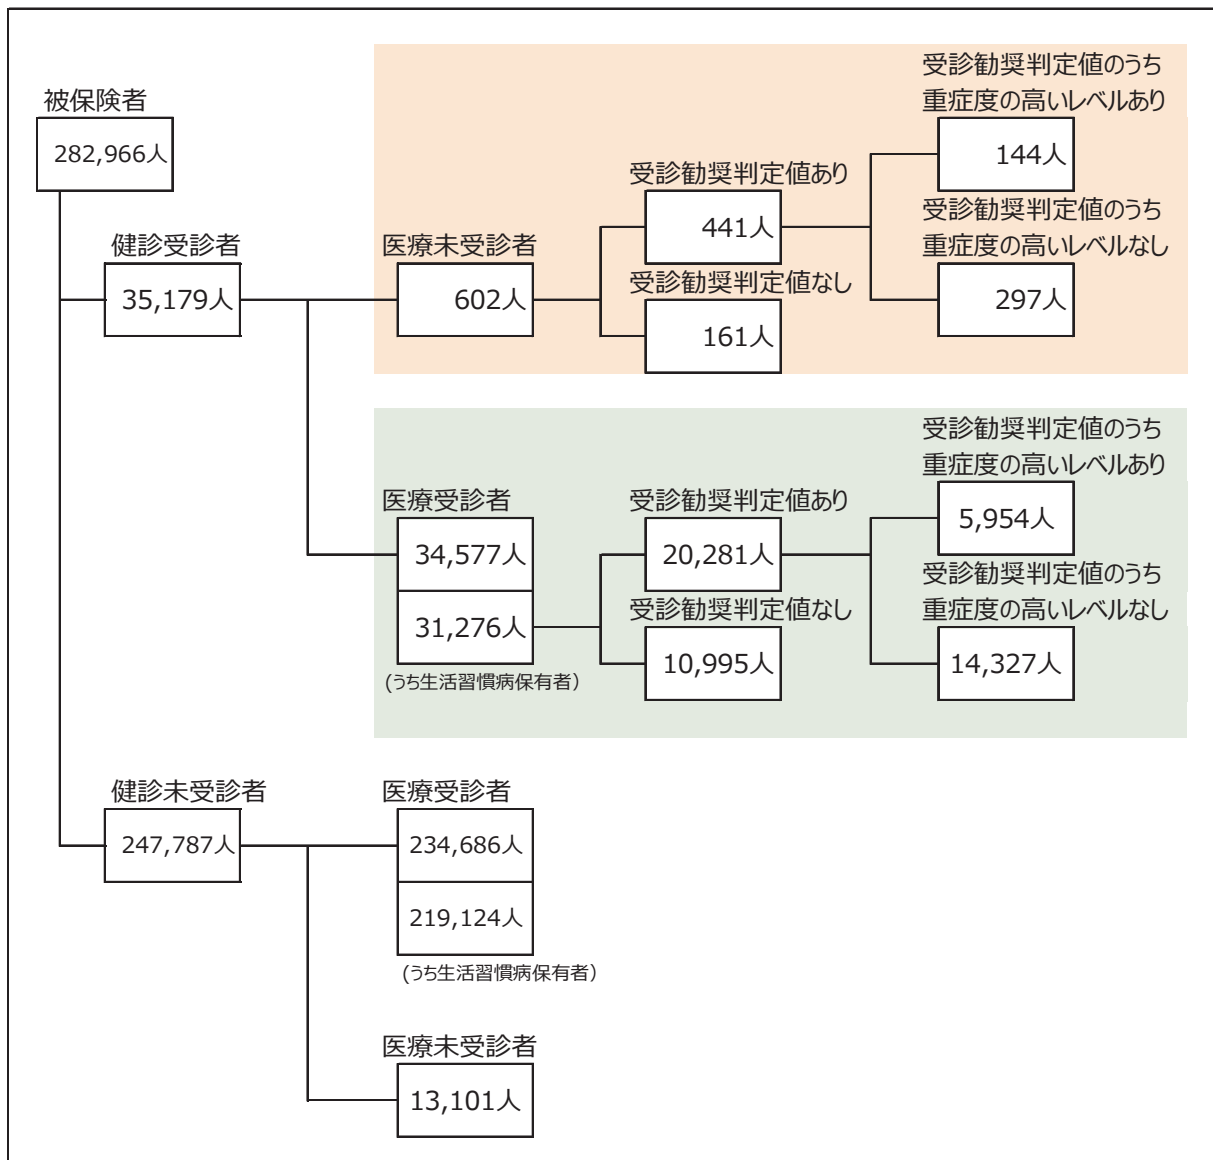 被保険者
282,966人
健診受診者
35,179人
医療未受診者
602人
受診勧奨判定値あり
441人
受診勧奨判定値なし
161人
受診勧奨判定値のうち
重症度の高いレベルあり
144人
受診勧奨判定値のうち
重症度の高いレベルなし
297人
医療受診者
34,577人
31,276人
(うち生活習慣病保有者)
受診勧奨判定値あり
20,281人
受診勧奨判定値なし
10,995人
受診勧奨判定値のうち
重症度の高いレベルあり
5,954人
受診勧奨判定値のうち
重症度の高いレベルなし
14,327人
健診未受診者
247,787人
医療受診者
234,686人
219,124人
(うち生活習慣病保有者)
医療未受診者
13,101人